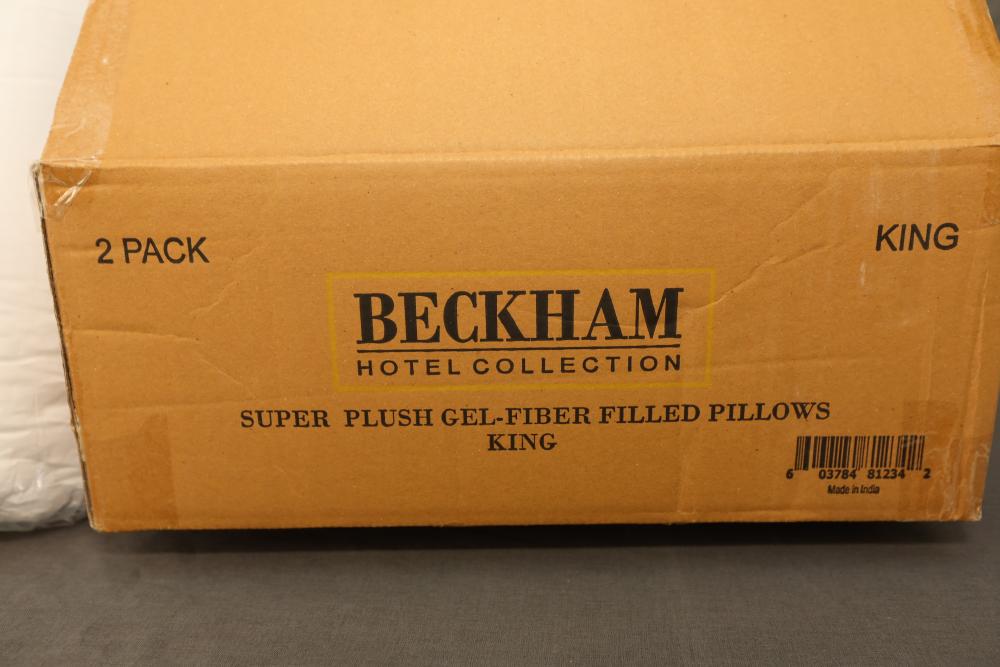 2 PACK
KING
BECKHAM
HOTEL COLLECTION
SUPER PLUSH GEL-FIBER FILLED PILLOWS
KING
6 03784 81234 2
Made in India